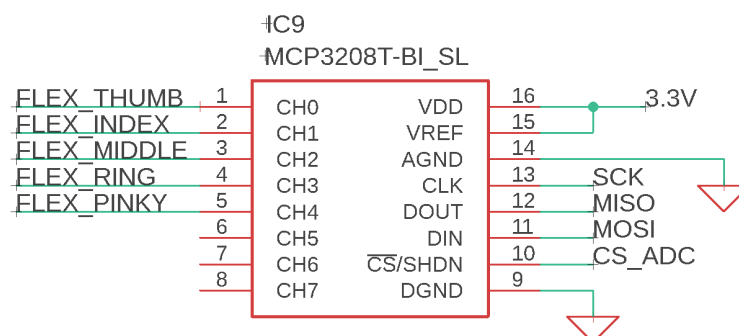 IC9
MCP3208T-BI_SL
FLEX_THUMB 1 CH0 VDD 16 3.3V
FLEX_INDEX 2 CH1 VREF 15
FLEX_MIDDLE 3 CH2 AGND 14
FLEX_RING 4 CH3 CLK 13 SCK
FLEX_PINKY 5 CH4 DOUT 12 MISO
6 CH5 DIN 11 MOSI
7 CH6 CS/SHDN 10 CS_ADC
8 CH7 DGND 9